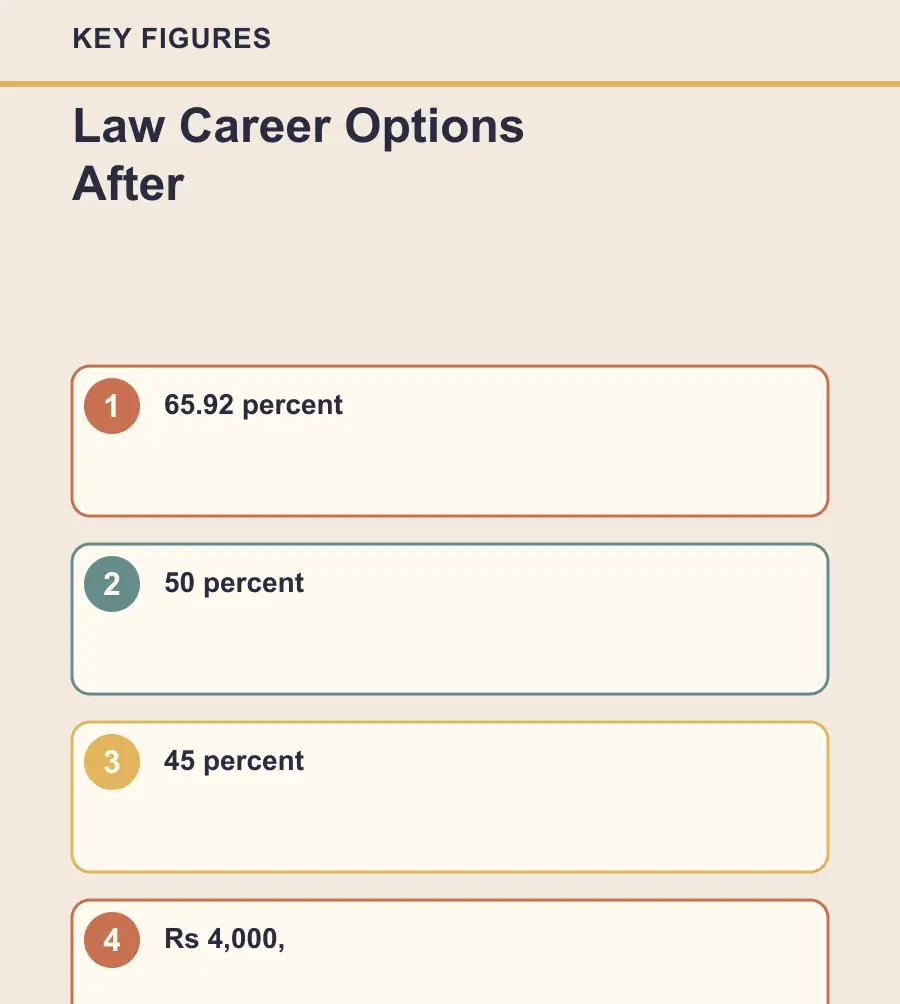 KEY FIGURES
Law Career Options
After
1 65.92 percent
2 50 percent
3 45 percent
4 Rs 4,000,